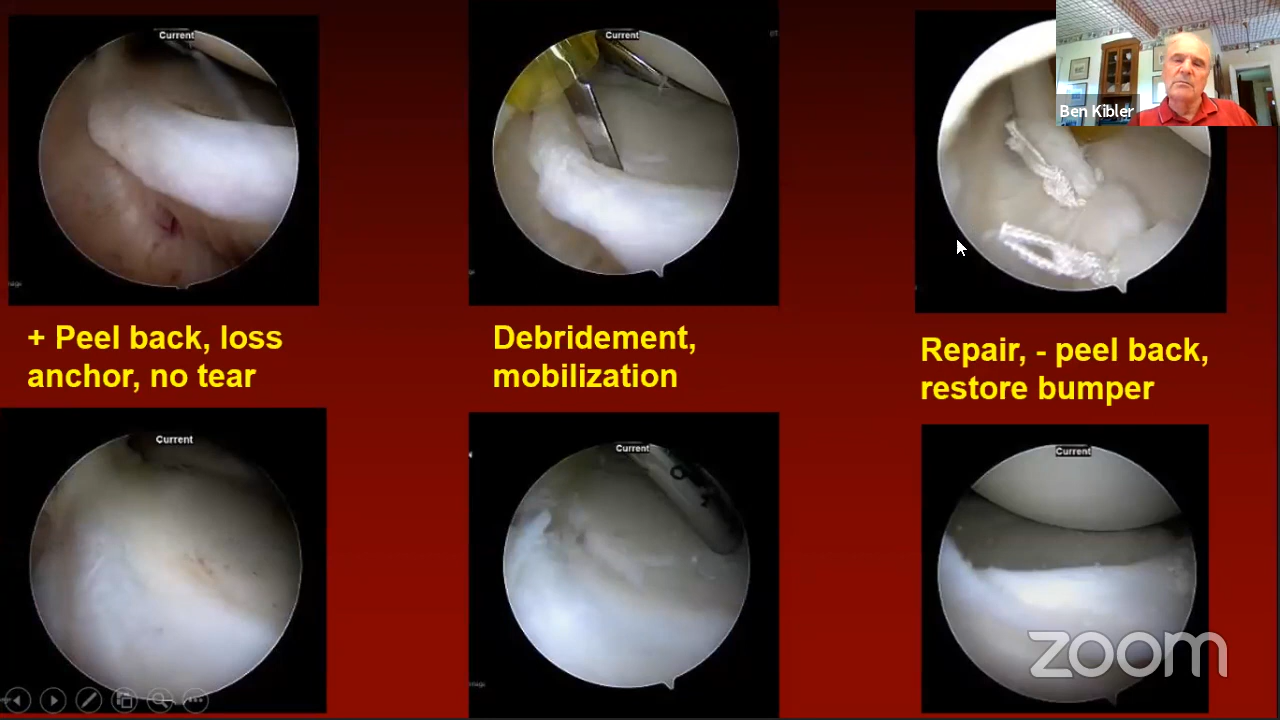 Current
Current
Ben Kibler
+ Peel back, loss
anchor, no tear
Debridement,
mobilization
Repair, - peel back,
restore bumper
Current
Current
Current
zoom